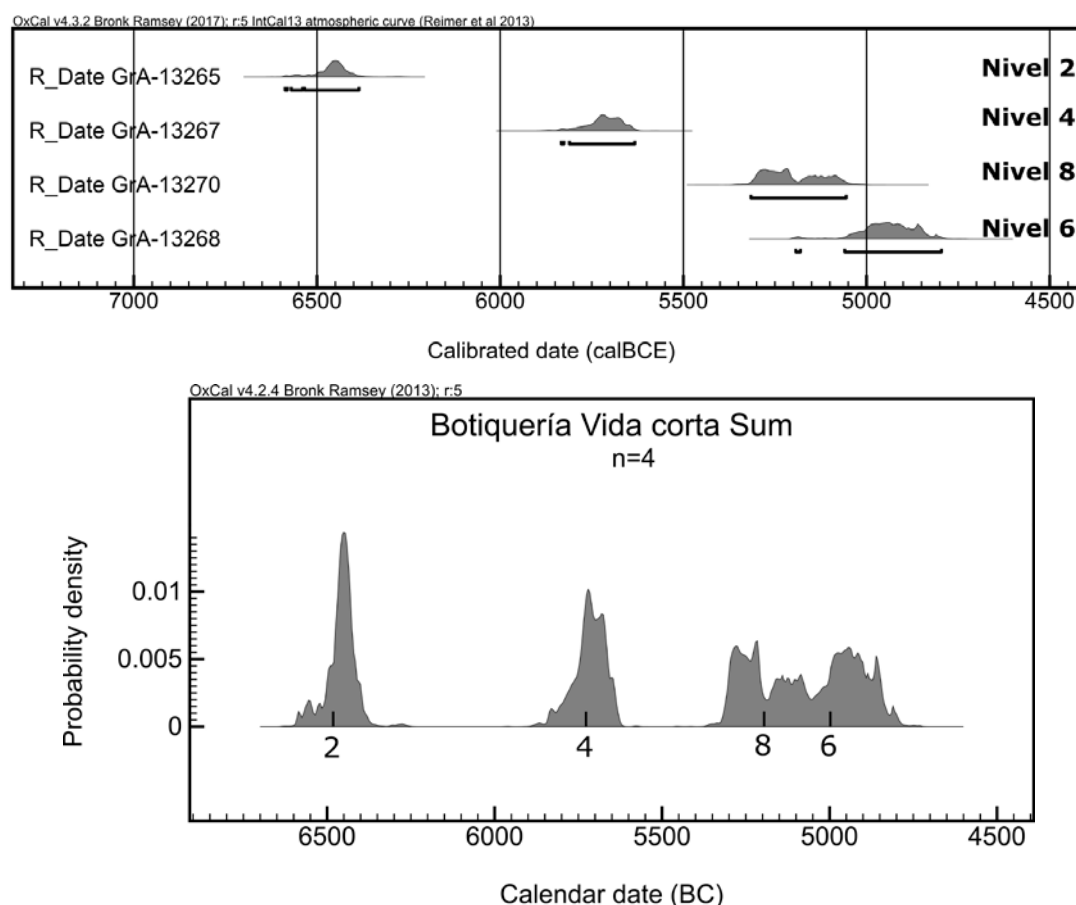 OxCal v4.3.2 Bronk Ramsey (2017); r:5 IntCal13 atmospheric curve (Reimer et al 2013)
R_Date GrA-13265 Nivel 2
R_Date GrA-13267 Nivel 4
R_Date GrA-13270 Nivel 8
R_Date GrA-13268 Nivel 6
7000 6500 6000 5500 5000 4500
Calibrated date (calBCE)
OxCal v4.2.4 Bronk Ramsey (2013); r:5
Botiquería Vida corta Sum
n=4
Probability density
0.01
0.005
0
2 4 8 6
6500 6000 5500 5000 4500
Calendar date (BC)